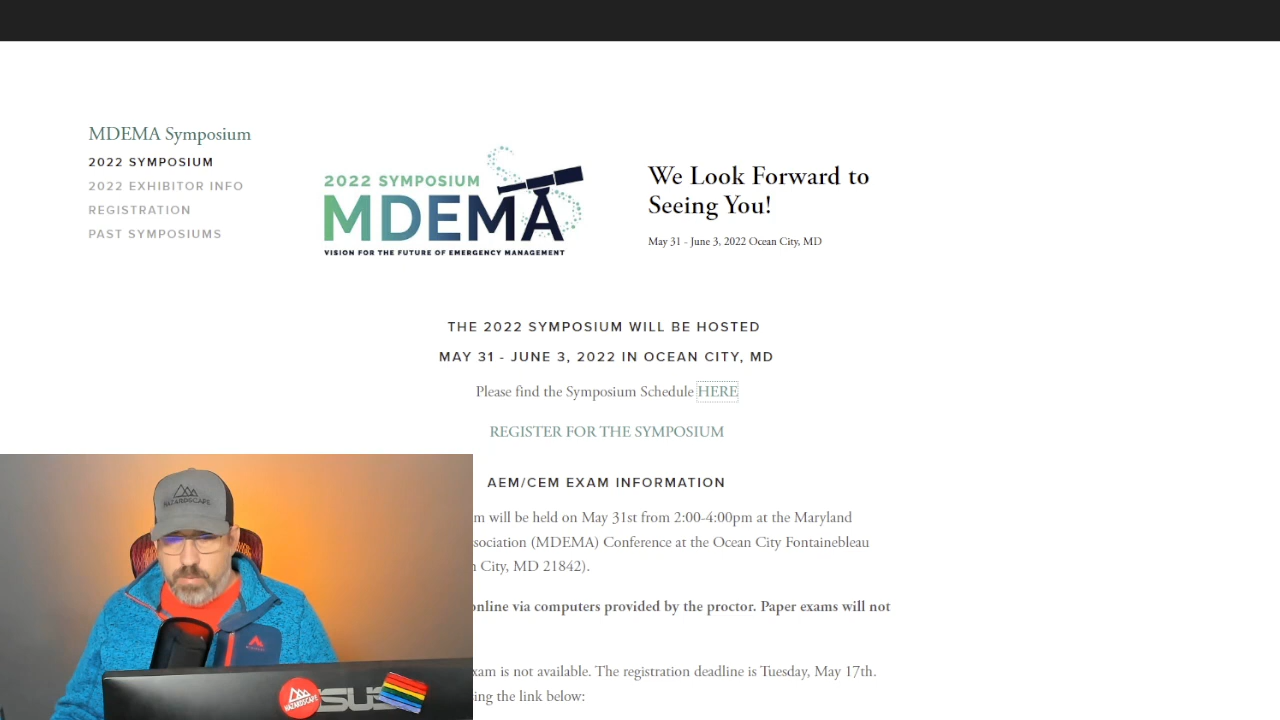 MDEMA Symposium
2022 SYMPOSIUM
2022 EXHIBITOR INFO
REGISTRATION
PAST SYMPOSIUMS
2022 SYMPOSIUM
MDEMA
VISION FOR THE FUTURE OF EMERGENCY MANAGEMENT
We Look Forward to
Seeing You!
May 31 - June 3, 2022 Ocean City, MD
THE 2022 SYMPOSIUM WILL BE HOSTED
MAY 31 - JUNE 3, 2022 IN OCEAN CITY, MD
Please find the Symposium Schedule HERE
REGISTER FOR THE SYMPOSIUM
AEM/CEM EXAM INFORMATION
will be held on May 31st from 2:00-4:00pm at the Maryland
(MDEMA) Conference at the Ocean City Fontainebleau
City, MD 21842).
online via computers provided by the proctor. Paper exams will not
is not available. The registration deadline is Tuesday, May 17th.
the link below:
HAZARDSCAPE
HAZARDSCAPE
ASUS